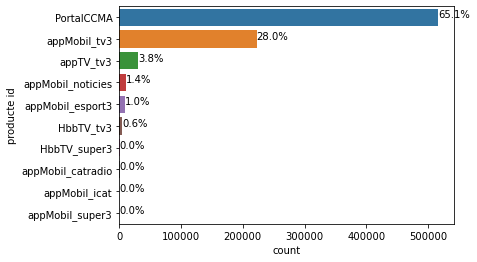 PortalCCMA 65.1%
appMobil_tv3 28.0%
appTV_tv3 3.8%
appMobil_noticies 1.4%
appMobil_esport3 1.0%
HbbTV_tv3 0.6%
HbbTV_super3 0.0%
appMobil_catradio 0.0%
appMobil_icat 0.0%
appMobil_super3 0.0%
producte id
0 100000 200000 300000 400000 500000
count